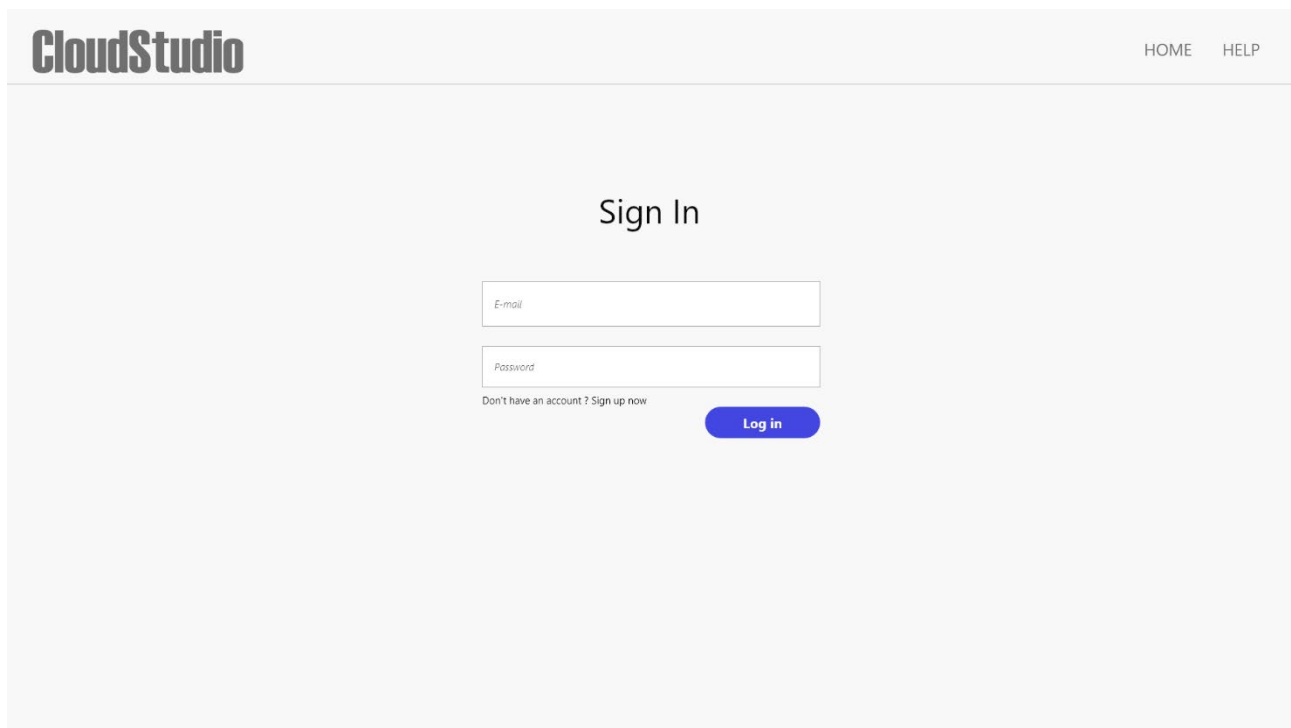 CloudStudio
HOME HELP
Sign In
E-mail
Password
Don't have an account ? Sign up now
Log in